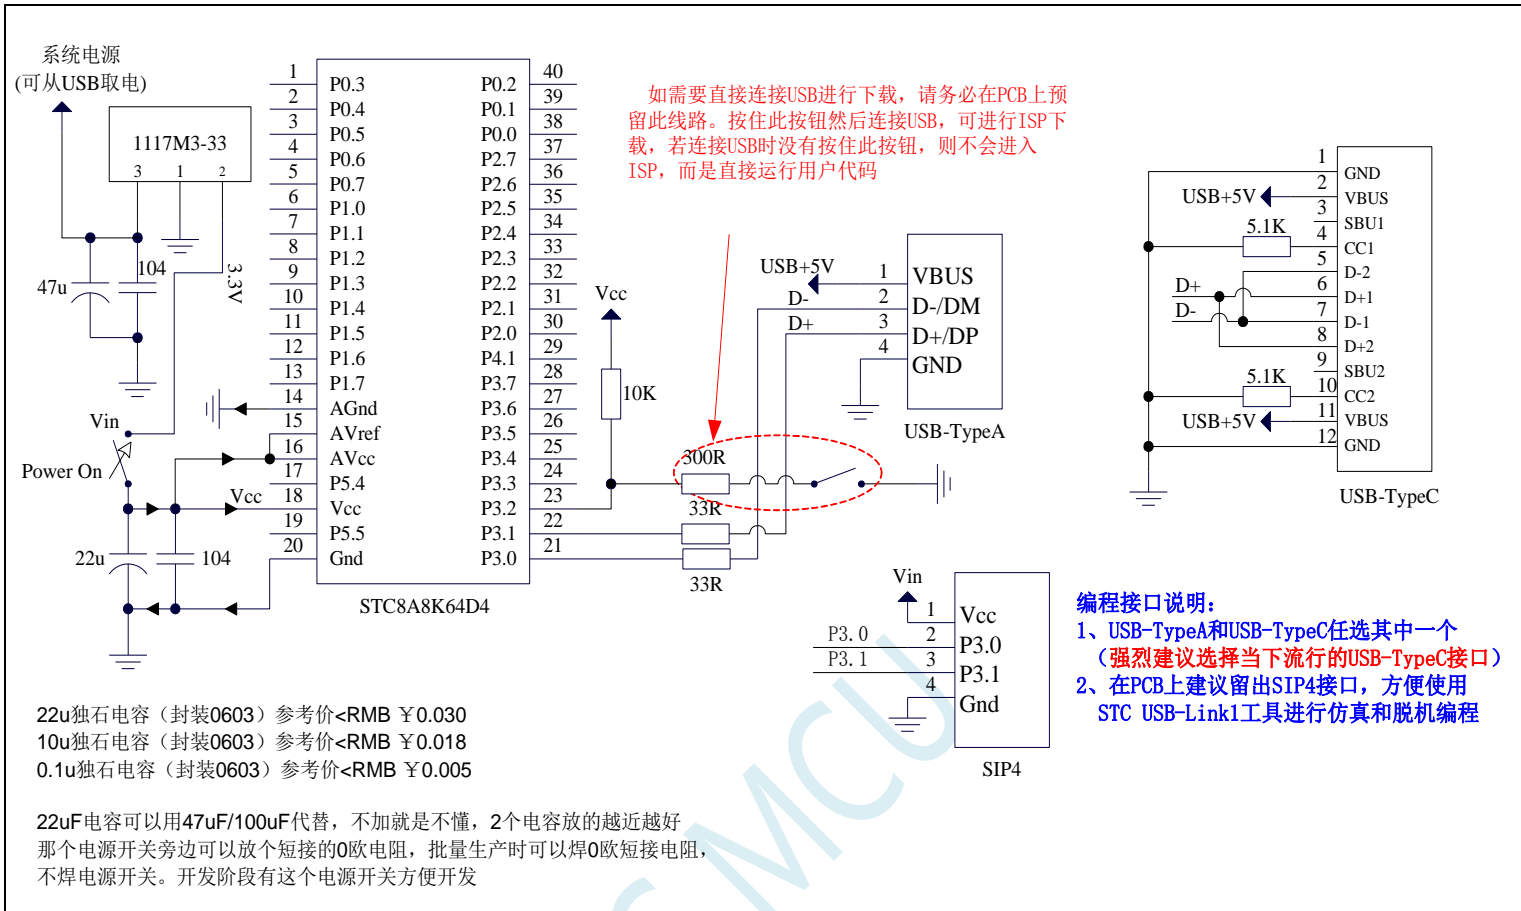 系统电源
(可从USB取电)
1117M3-33
3 1 2
47u
104
3.3V
Vin
Power On
Vcc
22u
104
1 P0.3 P0.2 40
2 P0.4 P0.1 39
3 P0.5 P0.0 38
4 P0.6 P2.7 37
5 P0.7 P2.6 36
6 P1.0 P2.5 35
7 P1.1 P2.4 34
8 P1.2 P2.3 33
9 P1.3 P2.2 32
10 P1.4 P2.1 31
11 P1.5 P2.0 30
12 P1.6 P4.1 29
13 P1.7 P3.7 28
14 AGnd P3.6 27
15 AVref P3.5 26
16 AVcc P3.4 25
17 P5.4 P3.3 24
18 Vcc P3.2 23
19 P5.5 P3.1 22
20 Gnd P3.0 21
STC8A8K64D4
如需要直接连接USB进行下载，请务必在PCB上预
留此线路。按住此按钮然后连接USB，可进行ISP下
载，若连接USB时没有按住此按钮，则不会进入
ISP，而是直接运行用户代码
Vcc
10K
300R
33R
33R
USB+5V 1 VBUS
D- 2 D-/DM
D+ 3 D+/DP
4 GND
USB-TypeA
1 GND
USB+5V 2 VBUS
3 SBU1
5.1K 4 CC1
5 D-2
D+ 6 D+1
D- 7 D-1
8 D+2
9 SBU2
5.1K 10 CC2
USB+5V 11 VBUS
12 GND
USB-TypeC
Vin
1 Vcc
P3.0 2 P3.0
P3.1 3 P3.1
4 Gnd
SIP4
编程接口说明：
1、USB-TypeA和USB-TypeC任选其中一个
（强烈建议选择当下流行的USB-TypeC接口）
2、在PCB上建议留出SIP4接口，方便使用
STC USB-Link1工具进行仿真和脱机编程
22u独石电容（封装0603）参考价<RMB ￥0.030
10u独石电容（封装0603）参考价<RMB ￥0.018
0.1u独石电容（封装0603）参考价<RMB ￥0.005
22uF电容可以用47uF/100uF代替，不加就是不懂，2个电容放的越近越好
那个电源开关旁边可以放个短接的0欧电阻，批量生产时可以焊0欧短接电阻，
不焊电源开关。开发阶段有这个电源开关方便开发
MCU